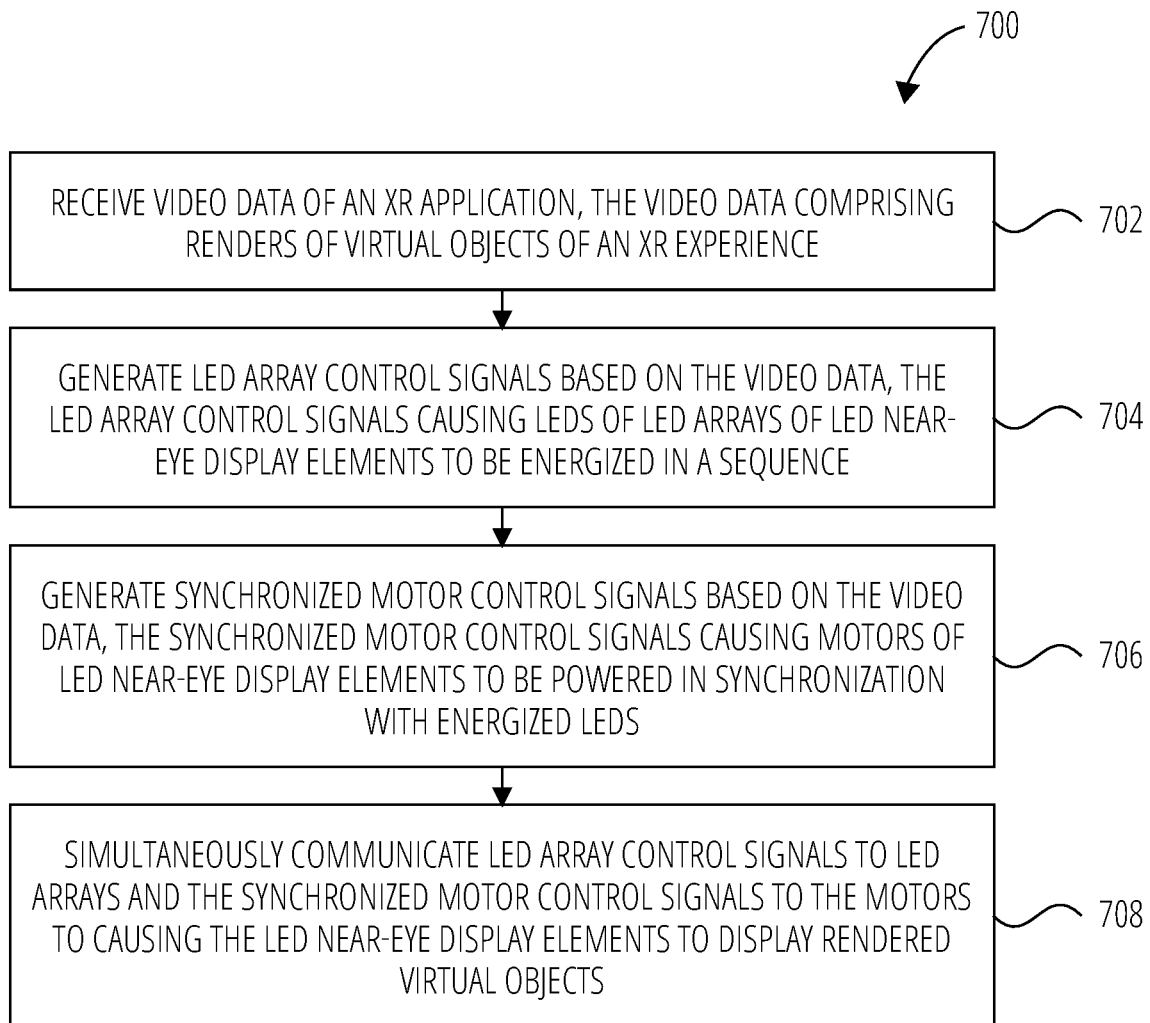 700
RECEIVE VIDEO DATA OF AN XR APPLICATION, THE VIDEO DATA COMPRISING
RENDERS OF VIRTUAL OBJECTS OF AN XR EXPERIENCE
702
GENERATE LED ARRAY CONTROL SIGNALS BASED ON THE VIDEO DATA, THE
LED ARRAY CONTROL SIGNALS CAUSING LEDS OF LED ARRAYS OF LED NEAR-
EYE DISPLAY ELEMENTS TO BE ENERGIZED IN A SEQUENCE
704
GENERATE SYNCHRONIZED MOTOR CONTROL SIGNALS BASED ON THE VIDEO
DATA, THE SYNCHRONIZED MOTOR CONTROL SIGNALS CAUSING MOTORS OF
LED NEAR-EYE DISPLAY ELEMENTS TO BE POWERED IN SYNCHRONIZATION
WITH ENERGIZED LEDS
706
SIMULTANEOUSLY COMMUNICATE LED ARRAY CONTROL SIGNALS TO LED
ARRAYS AND THE SYNCHRONIZED MOTOR CONTROL SIGNALS TO THE MOTORS
TO CAUSING THE LED NEAR-EYE DISPLAY ELEMENTS TO DISPLAY RENDERED
VIRTUAL OBJECTS
708